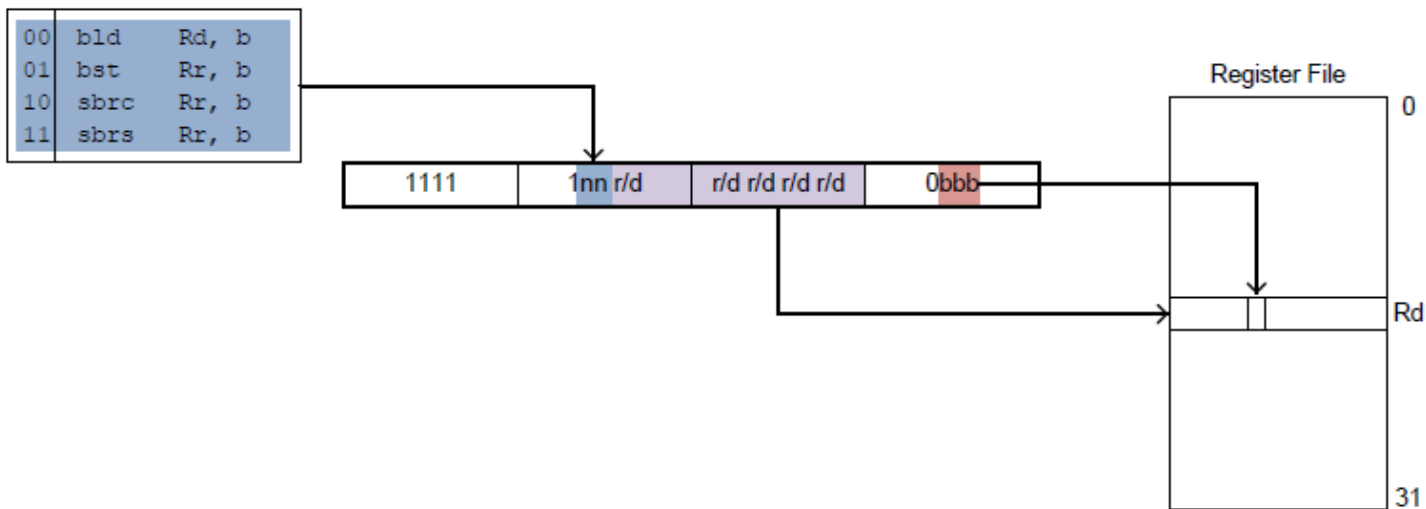 00 bld Rd, b
01 bst Rr, b
10 sbrc Rr, b
11 sbrs Rr, b
1111 1nn r/d r/d r/d r/d r/d 0bbb
Register File
0
Rd
31